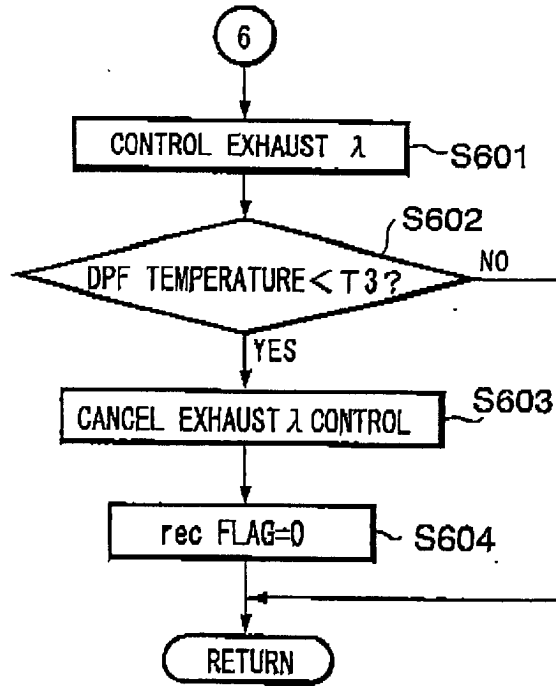 6
CONTROL EXHAUST λ
S601
S602
DPF TEMPERATURE<T3?
NO
YES
CANCEL EXHAUST λ CONTROL
S603
rec FLAG=0
S604
RETURN